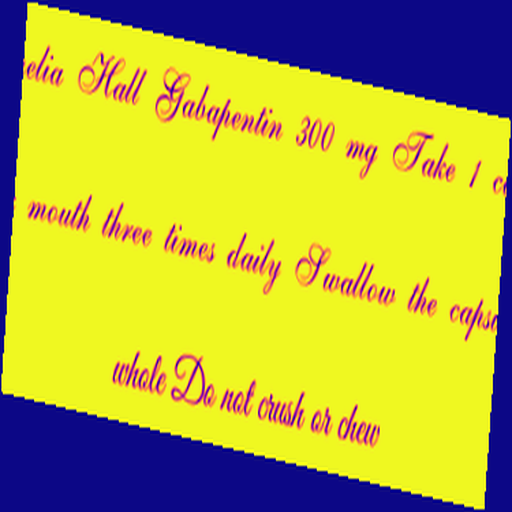 Hall Gabapentin 300 mg Take 1
mouth three times daily Swallow the
whole Do not crush or chew